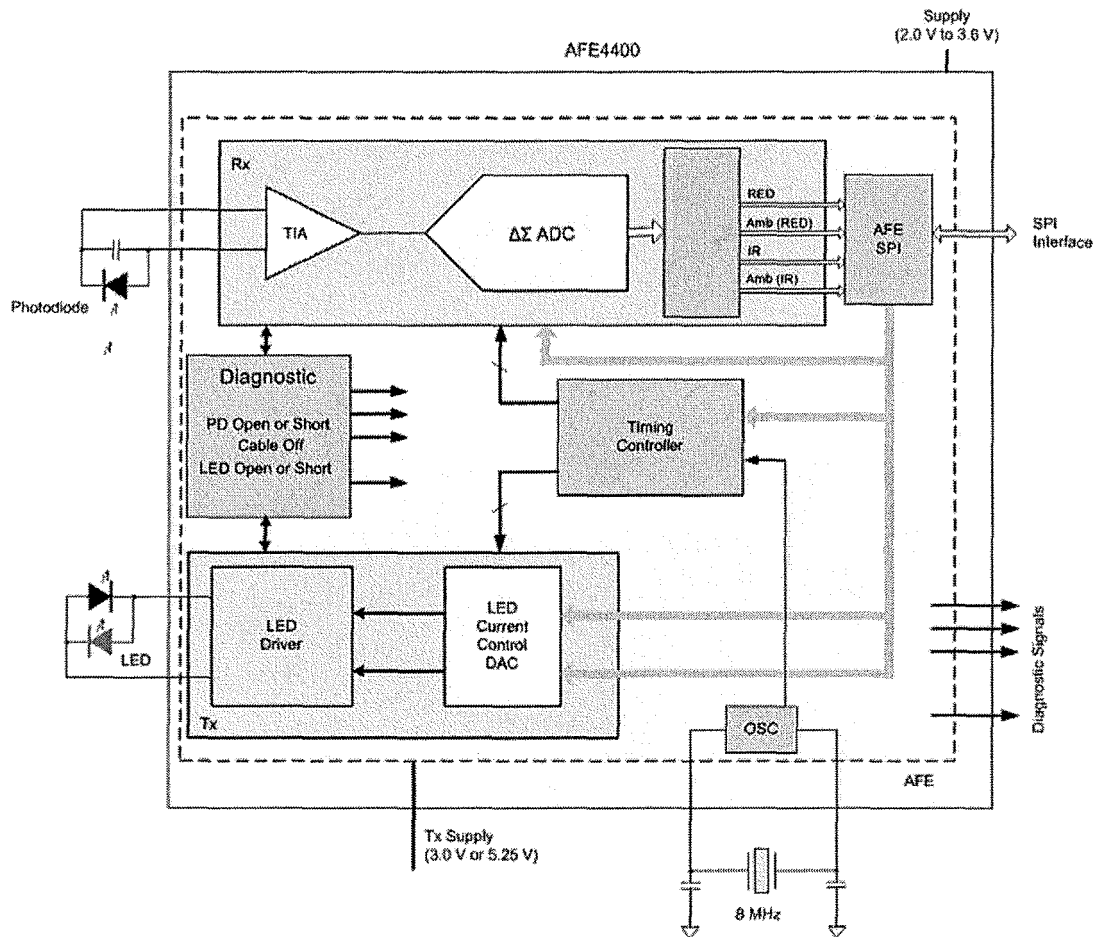 Supply
(2.0 V to 3.6 V)
AFE4400
Rx
TIA
ΔΣ ADC
RED
Amb (RED)
IR
Amb (IR)
AFE
SPI
SPI
Interface
Photodiode
Diagnostic
PD Open or Short
Cable Off
LED Open or Short
Timing
Controller
LED
Driver
LED
Current
Control
DAC
LED
Tx
OSC
Diagnostic Signals
AFE
Tx Supply
(3.0 V or 5.25 V)
8 MHz